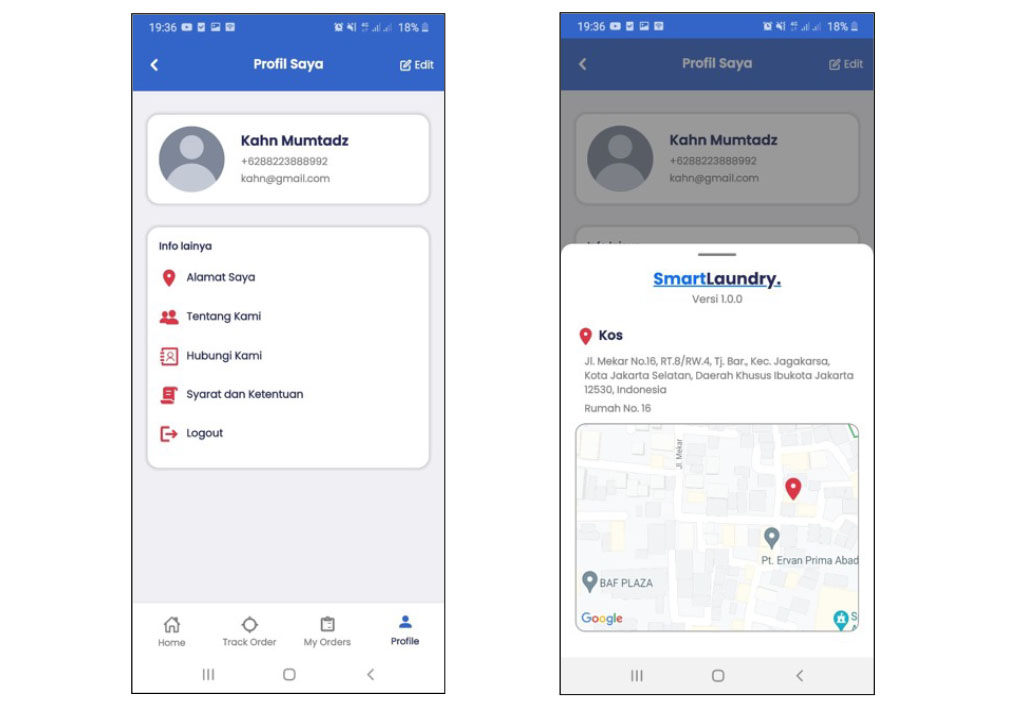 19:36
18%
Profil Saya
Edit
Kahn Mumtadz
+6288223888992
kahn@gmail.com
Info lainya
Alamat Saya
Tentang Kami
Hubungi Kami
Syarat dan Ketentuan
Logout
Home
Track Order
My Orders
Profile
19:36
18%
Profil Saya
Edit
Kahn Mumtadz
+6288223888992
kahn@gmail.com
SmartLaundry.
Versi 1.0.0
Kos
Jl. Mekar No.16, RT.8/RW.4, Tj. Bar., Kec. Jagakarsa,
Kota Jakarta Selatan, Daerah Khusus Ibukota Jakarta
12530, Indonesia
Rumah No. 16
Jl. Mekar
Pt. Ervan Prima Abad
BAF PLAZA
Google
S